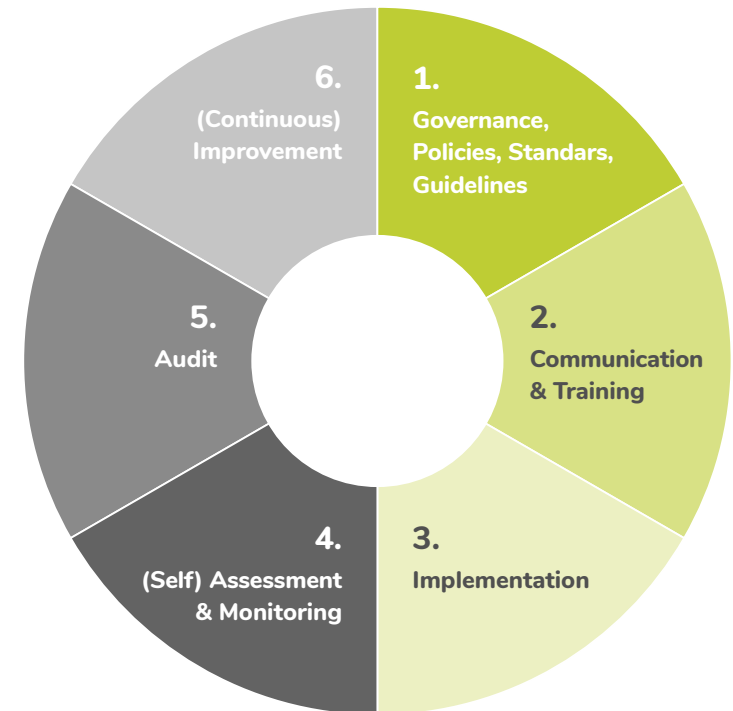 1.
Governance,
Policies, Standars,
Guidelines
2.
Communication
& Training
3.
Implementation
4.
(Self) Assessment
& Monitoring
5.
Audit
6.
(Continuous)
Improvement